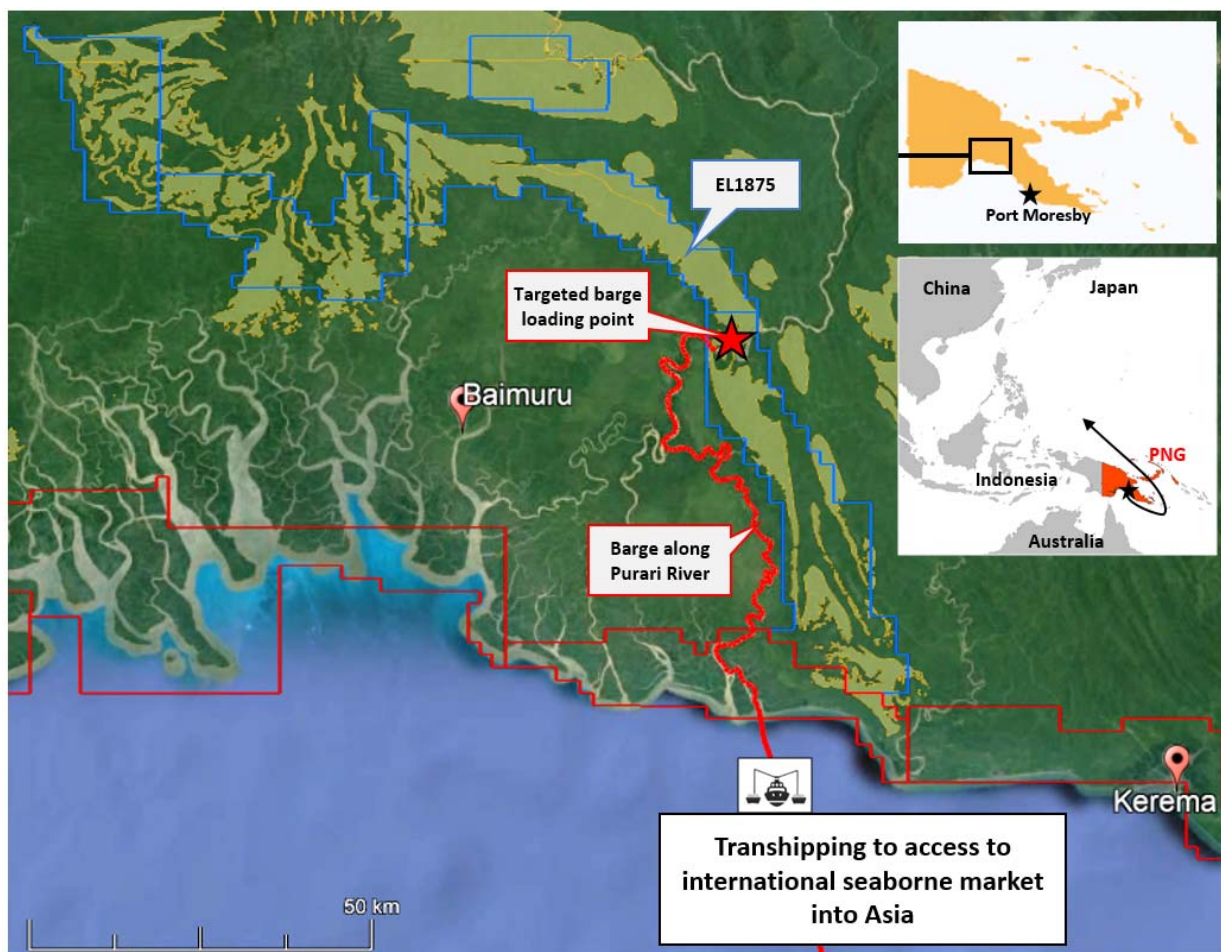 Port Moresby
EL1875
China
Japan
Targeted barge
loading point
Baimuru
PNG
Indonesia
Australia
Barge along
Purari River
Kerema
Transhipping to access to
international seaborne market
into Asia
50 km